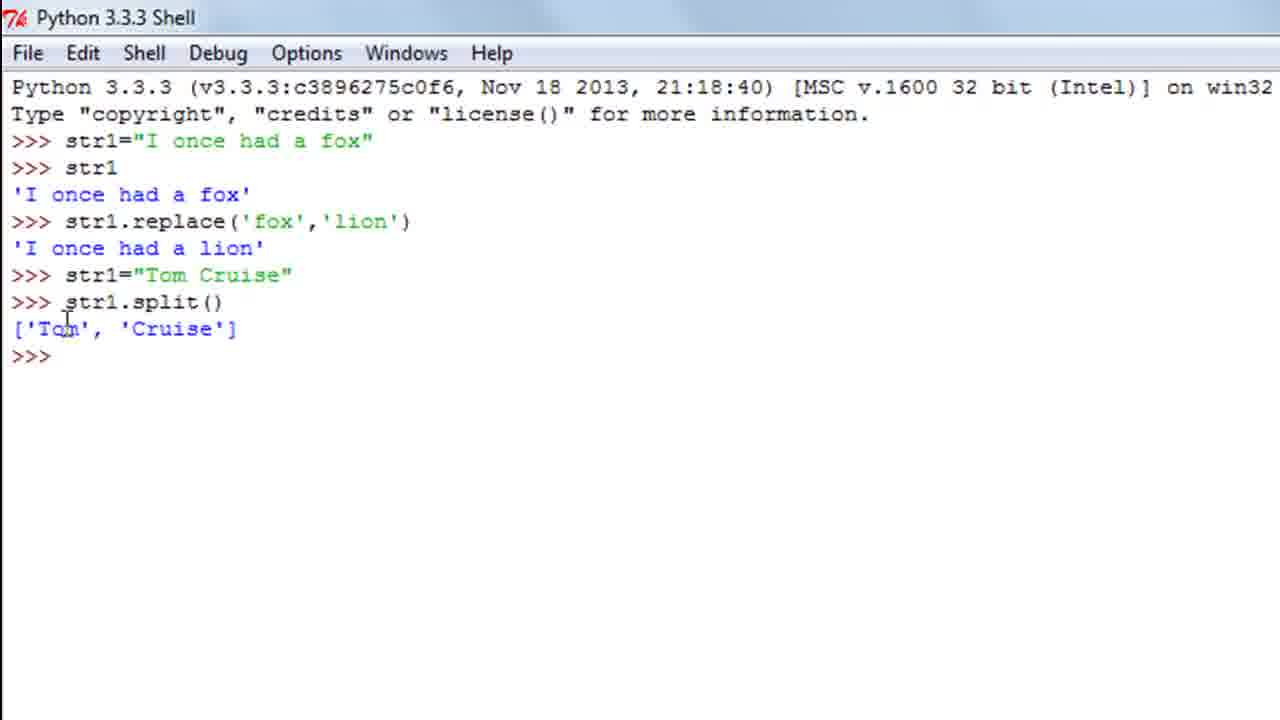 Python 3.3.3 Shell
File Edit Shell Debug Options Windows Help
Python 3.3.3 (v3.3.3:c3896275c0f6, Nov 18 2013, 21:18:40) [MSC v.1600 32 bit (Intel)] on win32
Type "copyright", "credits" or "license()" for more information.
>>> str1="I once had a fox"
>>> str1
'I once had a fox'
>>> str1.replace('fox','lion')
'I once had a lion'
>>> str1="Tom Cruise"
>>> str1.split()
['Tom', 'Cruise']
>>>